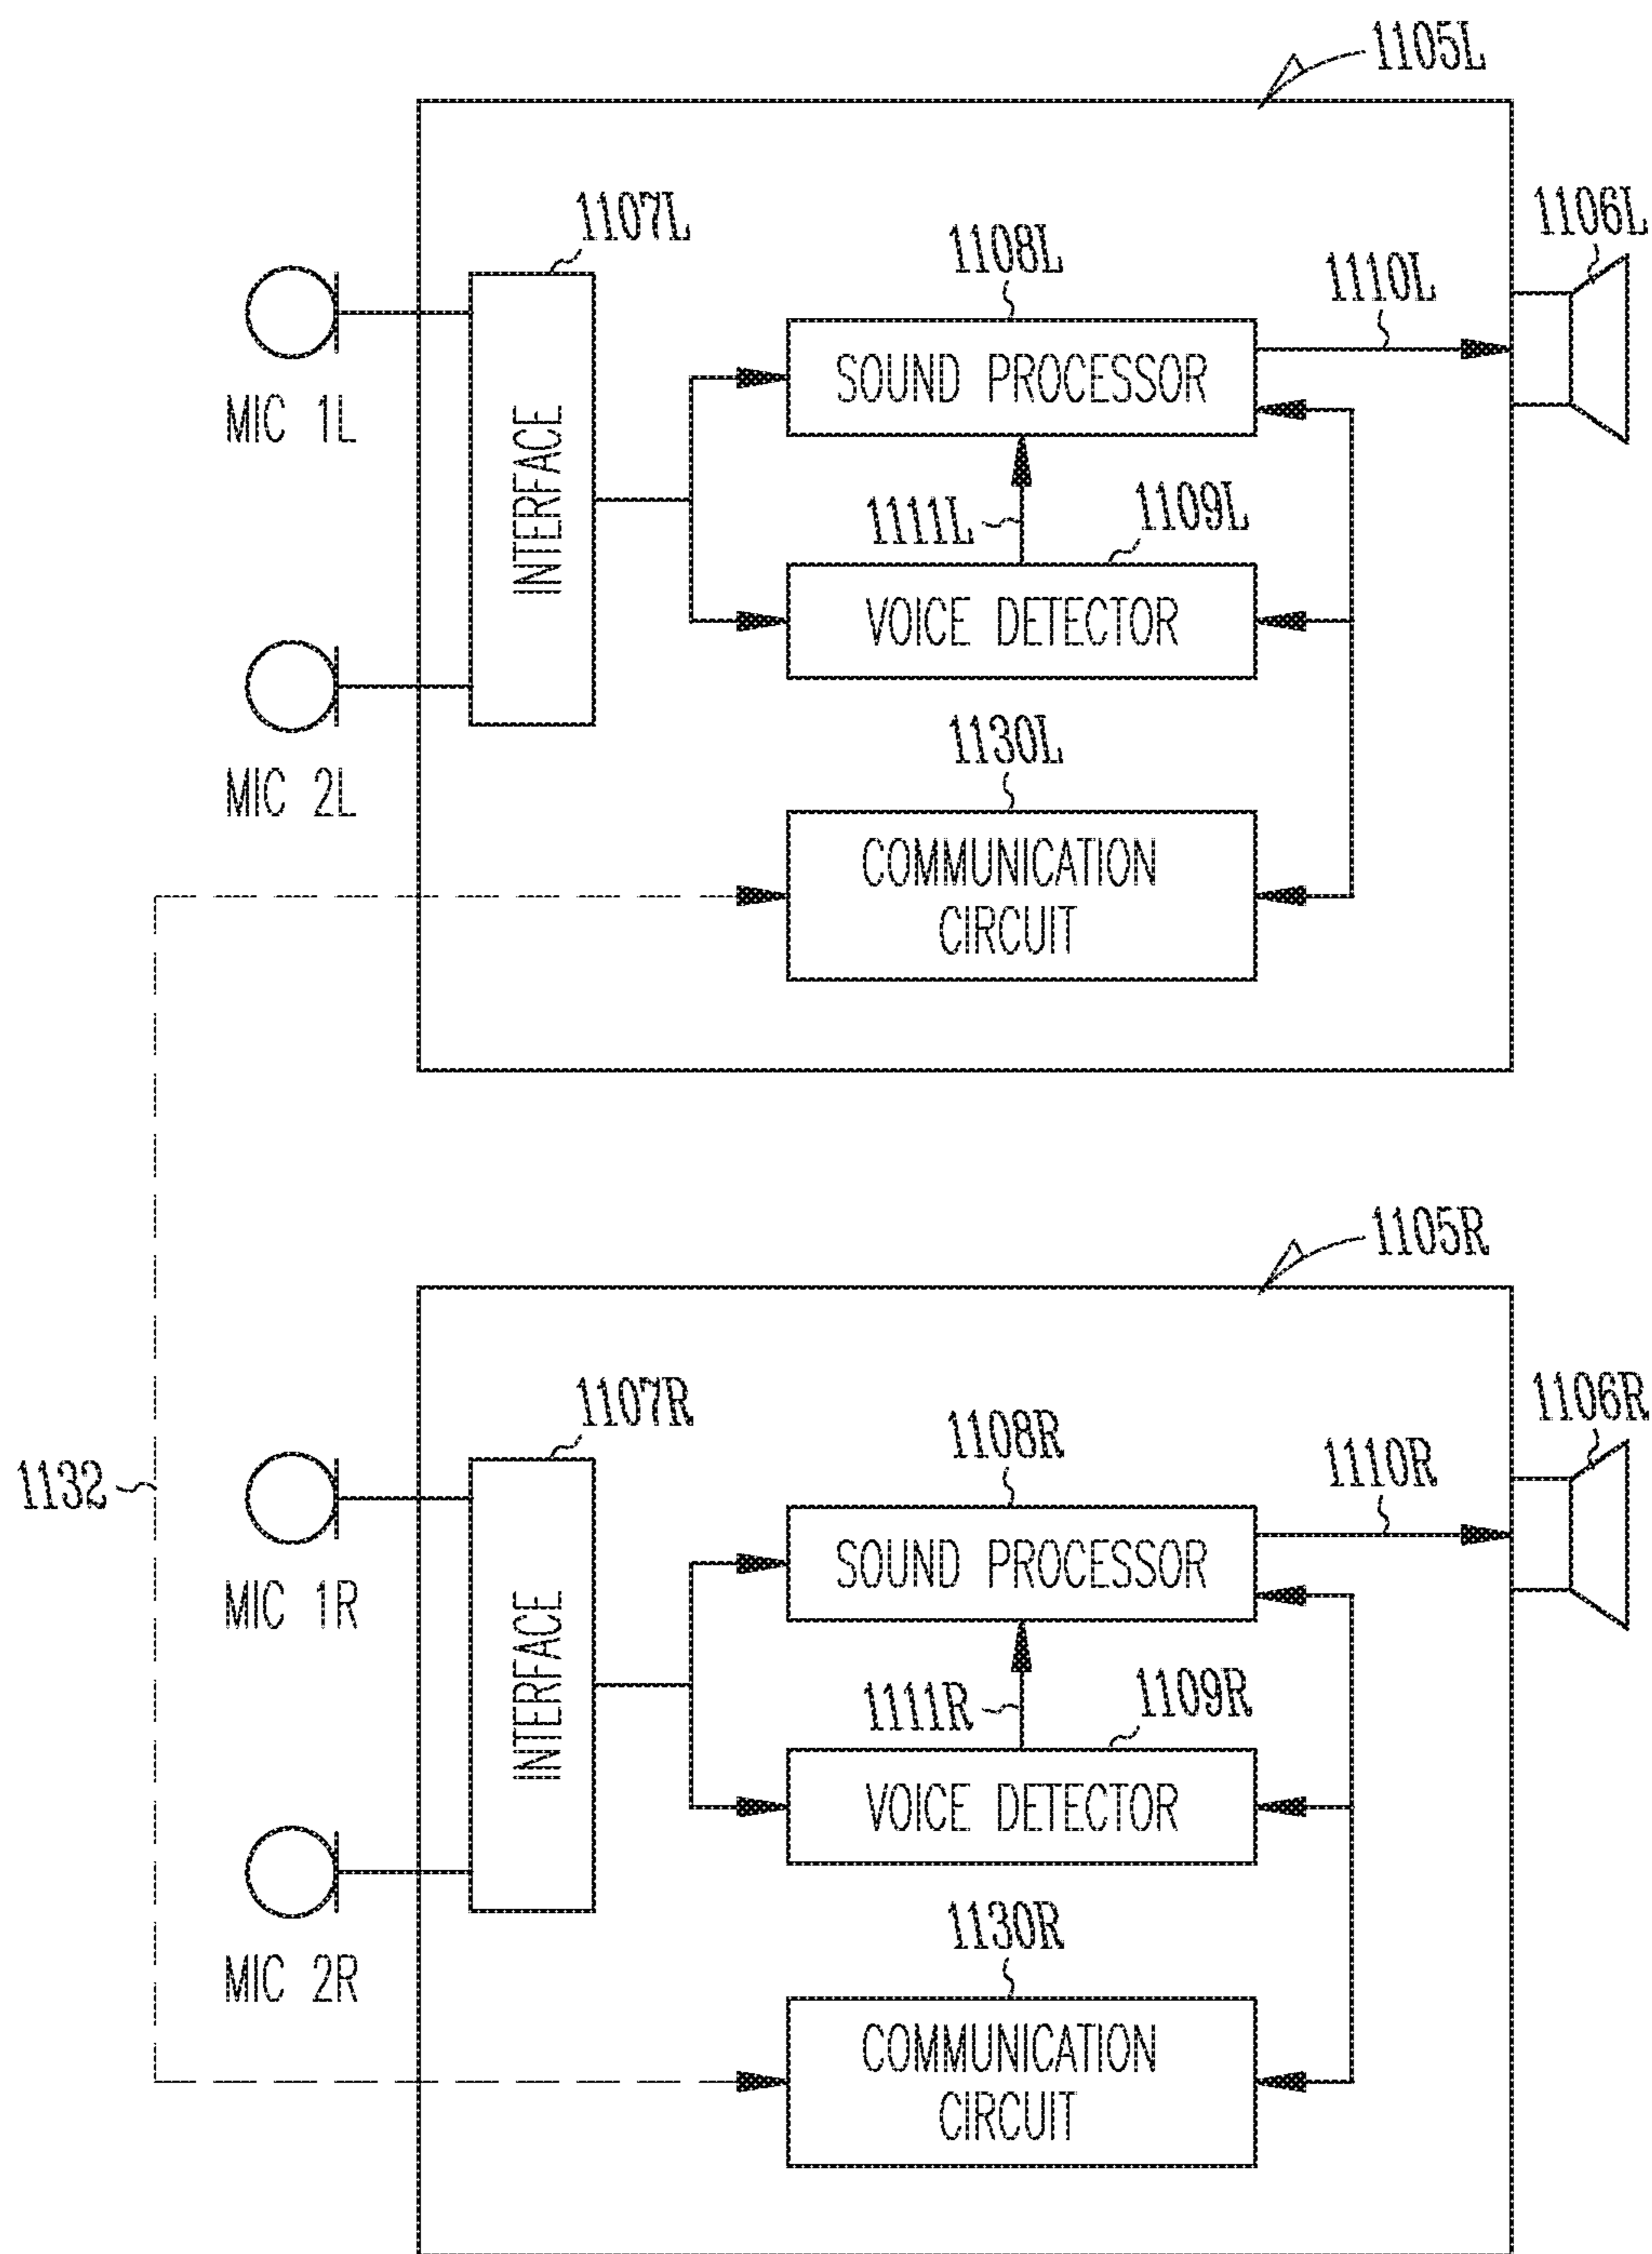 1105L
1107L
1108L
1106L
1110L
MIC 1L
SOUND PROCESSOR
INTERFACE
1111L
1109L
VOICE DETECTOR
MIC 2L
1130L
COMMUNICATION
CIRCUIT
1105R
1107R
1108R
1106R
1110R
1132
MIC 1R
SOUND PROCESSOR
INTERFACE
1111R
1109R
VOICE DETECTOR
MIC 2R
1130R
COMMUNICATION
CIRCUIT